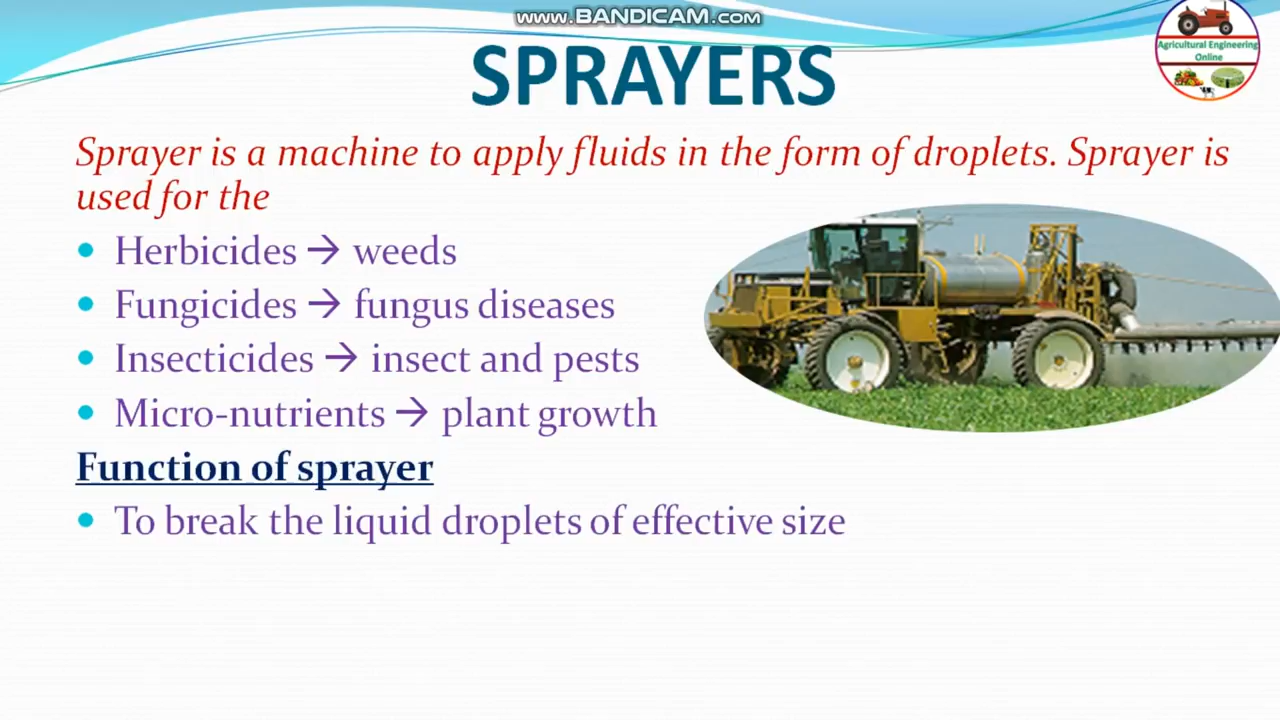 www.BANDICAM.com
SPRAYERS
Agricultural Engineering
Online
Sprayer is a machine to apply fluids in the form of droplets. Sprayer is
used for the
• Herbicides → weeds
• Fungicides → fungus diseases
• Insecticides → insect and pests
• Micro-nutrients → plant growth
Function of sprayer
• To break the liquid droplets of effective size